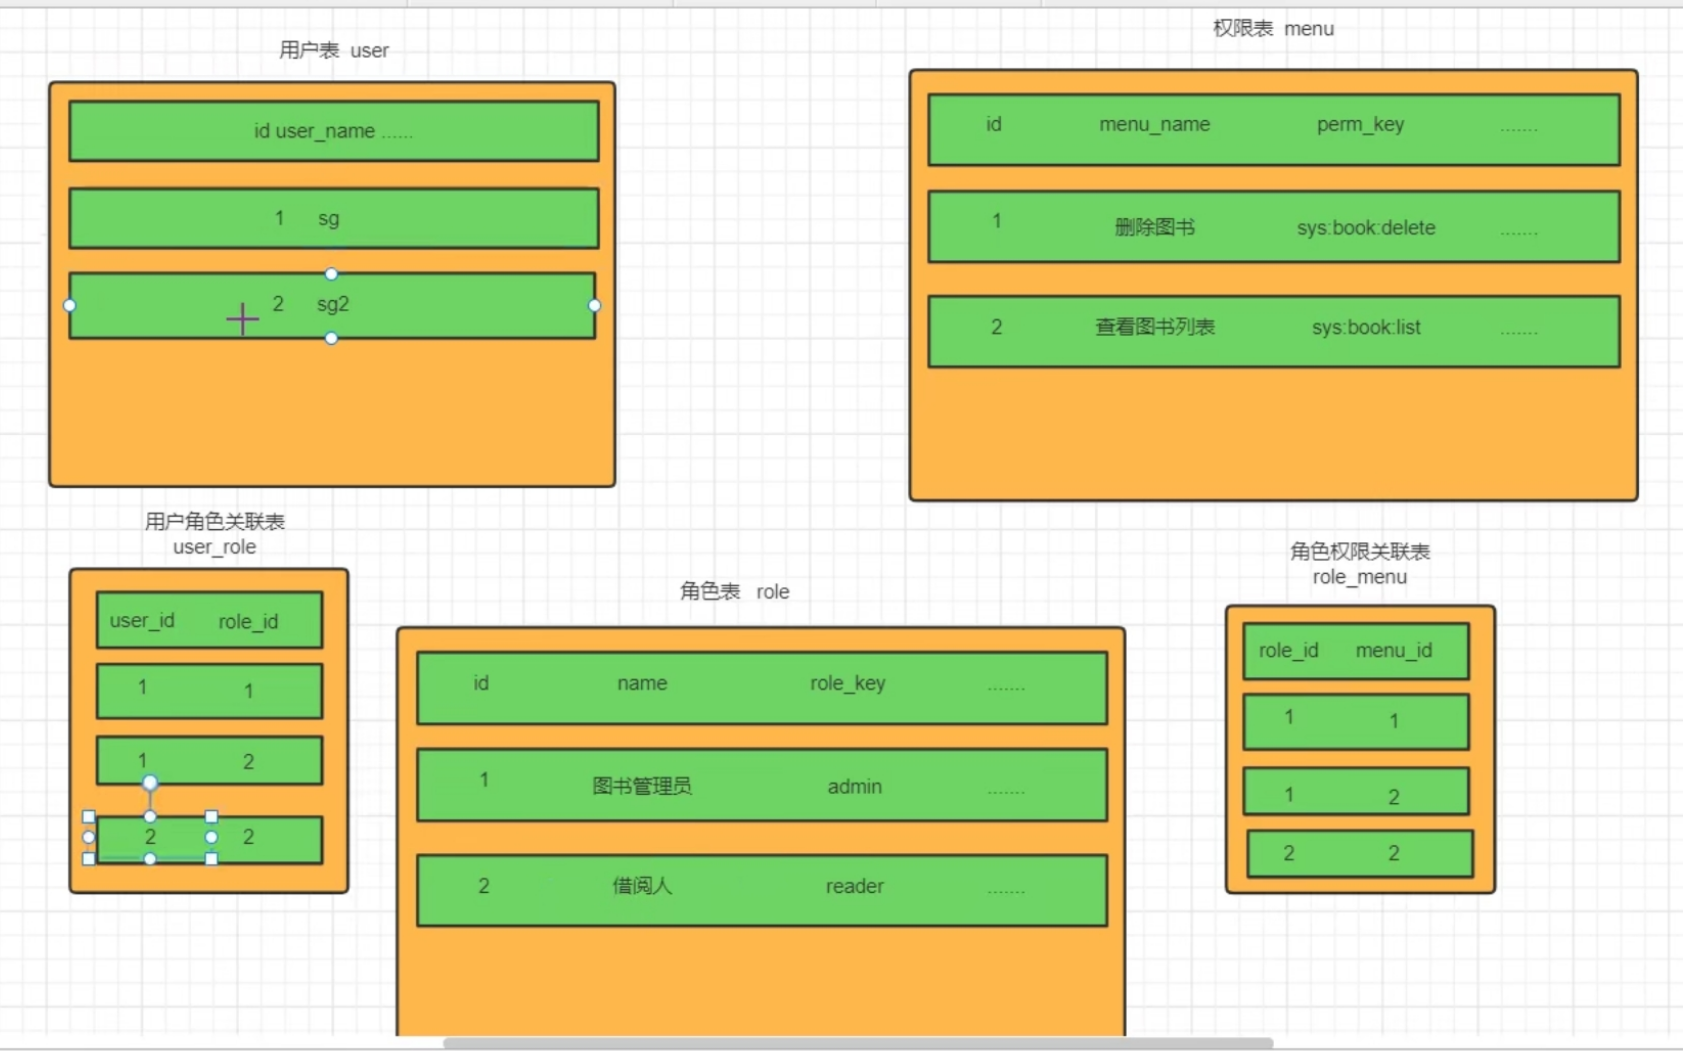 用户表 user
id user_name ......
1 sg
2 sg2
权限表 menu
id menu_name perm_key .......
1 删除图书 sys:book:delete .......
2 查看图书列表 sys:book:list .......
用户角色关联表
user_role
user_id role_id
1 1
1 2
2 2
角色表 role
id name role_key .......
1 图书管理员 admin .......
2 借阅人 reader .......
角色权限关联表
role_menu
role_id menu_id
1 1
1 2
2 2